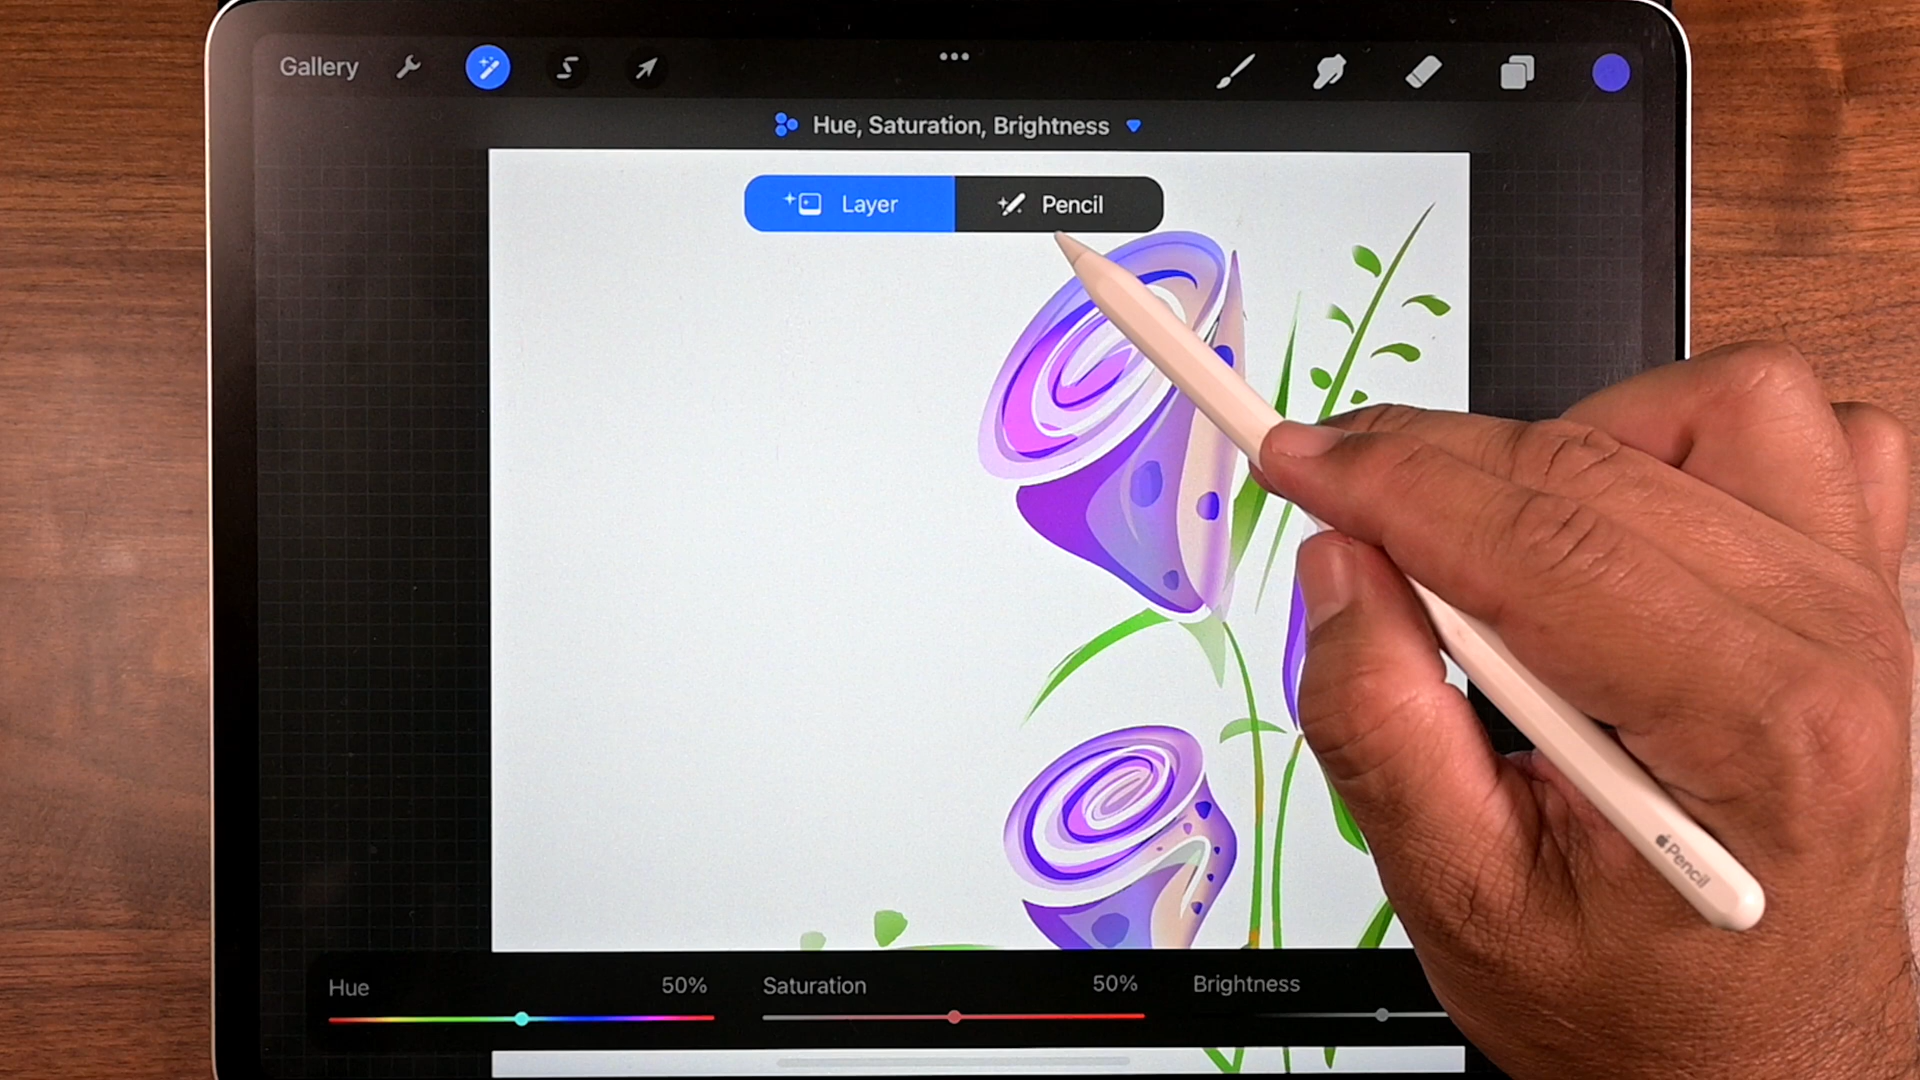 Gallery
Hue, Saturation, Brightness
Layer
Pencil
Pencil
Hue 50%
Saturation 50%
Brightness